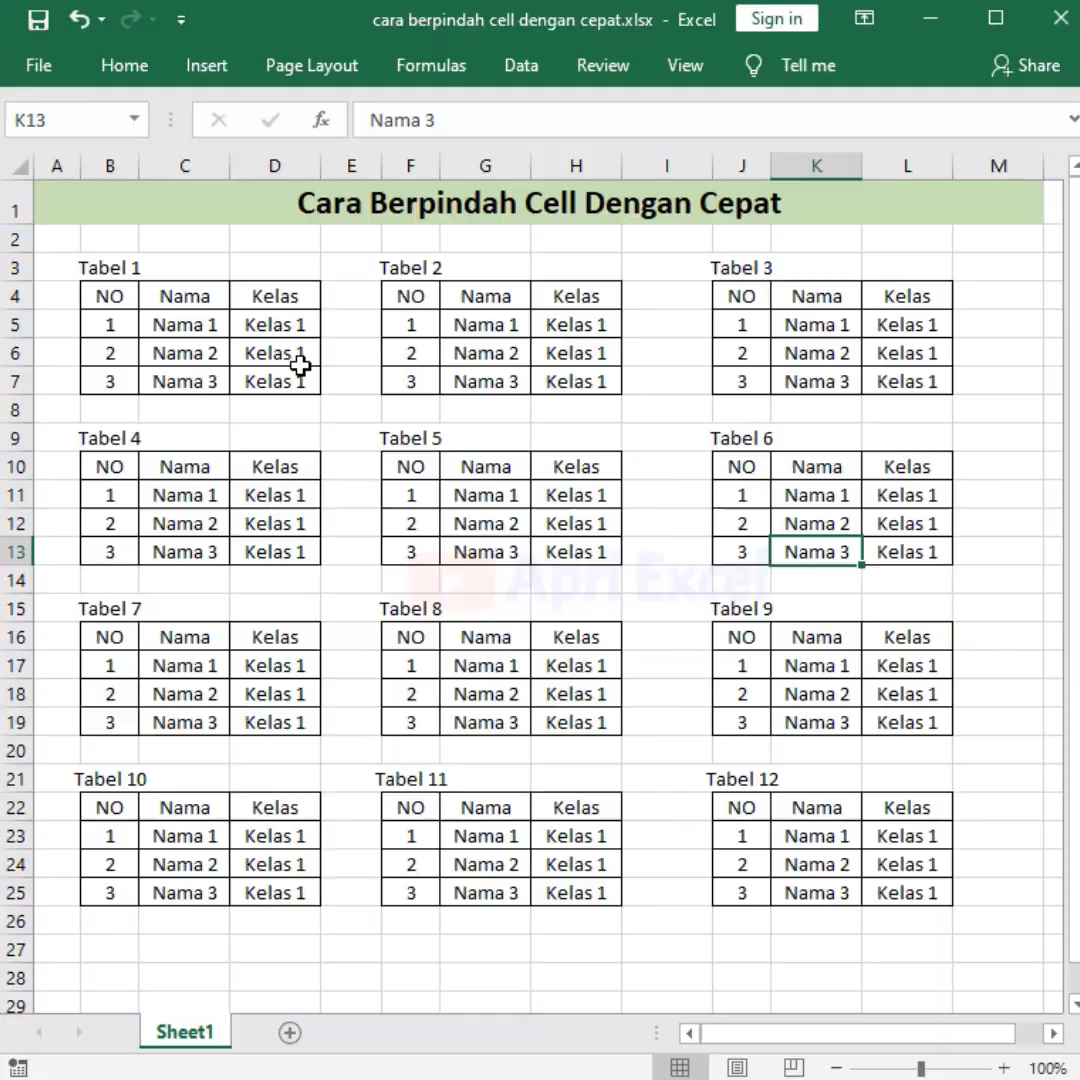 cara berpindah cell dengan cepat.xlsx - Excel Sign in
File Home Insert Page Layout Formulas Data Review View Tell me Share
K13 fx Nama 3
A B C D E F G H I J K L M
1 Cara Berpindah Cell Dengan Cepat
2
3 Tabel 1 Tabel 2 Tabel 3
4 NO Nama Kelas NO Nama Kelas NO Nama Kelas
5 1 Nama 1 Kelas 1 1 Nama 1 Kelas 1 1 Nama 1 Kelas 1
6 2 Nama 2 Kelas 1 2 Nama 2 Kelas 1 2 Nama 2 Kelas 1
7 3 Nama 3 Kelas 1 3 Nama 3 Kelas 1 3 Nama 3 Kelas 1
8
9 Tabel 4 Tabel 5 Tabel 6
10 NO Nama Kelas NO Nama Kelas NO Nama Kelas
11 1 Nama 1 Kelas 1 1 Nama 1 Kelas 1 1 Nama 1 Kelas 1
12 2 Nama 2 Kelas 1 2 Nama 2 Kelas 1 2 Nama 2 Kelas 1
13 3 Nama 3 Kelas 1 3 Nama 3 Kelas 1 3 Nama 3 Kelas 1
14 Apri Excel
15 Tabel 7 Tabel 8 Tabel 9
16 NO Nama Kelas NO Nama Kelas NO Nama Kelas
17 1 Nama 1 Kelas 1 1 Nama 1 Kelas 1 1 Nama 1 Kelas 1
18 2 Nama 2 Kelas 1 2 Nama 2 Kelas 1 2 Nama 2 Kelas 1
19 3 Nama 3 Kelas 1 3 Nama 3 Kelas 1 3 Nama 3 Kelas 1
20
21 Tabel 10 Tabel 11 Tabel 12
22 NO Nama Kelas NO Nama Kelas NO Nama Kelas
23 1 Nama 1 Kelas 1 1 Nama 1 Kelas 1 1 Nama 1 Kelas 1
24 2 Nama 2 Kelas 1 2 Nama 2 Kelas 1 2 Nama 2 Kelas 1
25 3 Nama 3 Kelas 1 3 Nama 3 Kelas 1 3 Nama 3 Kelas 1
26
27
28
29
Sheet1
100%